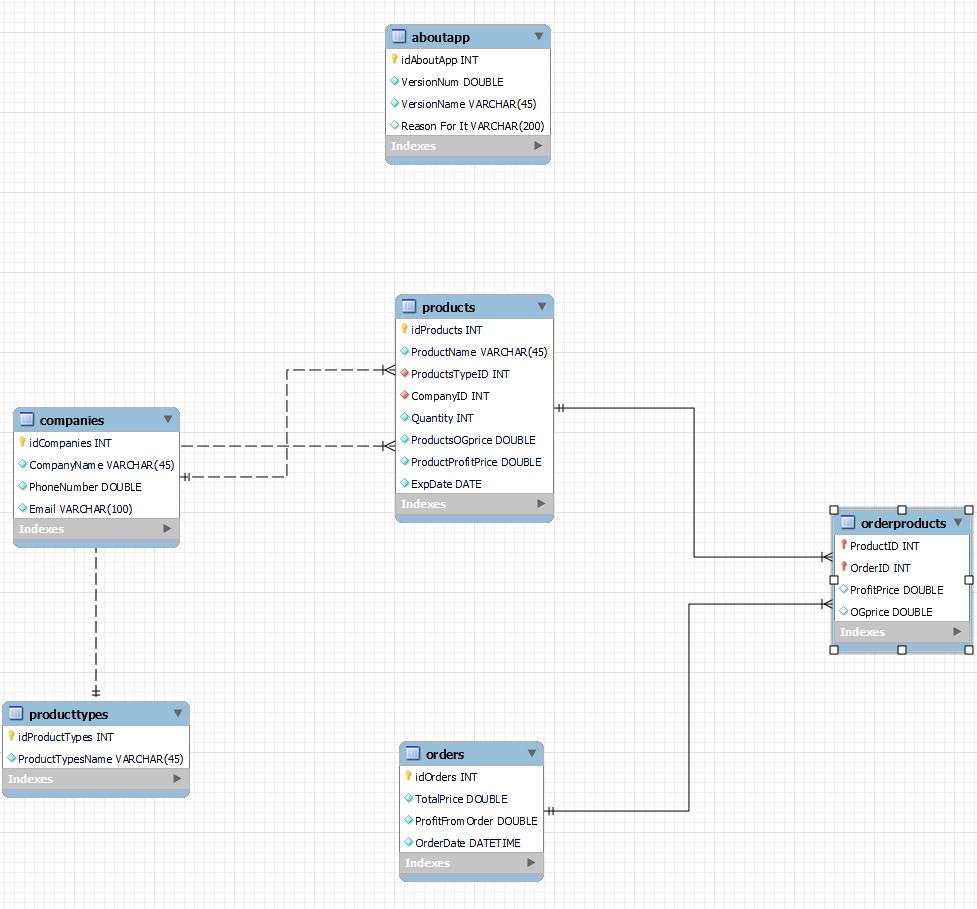 aboutapp
idAboutApp INT
VersionNum DOUBLE
VersionName VARCHAR(45)
Reason For It VARCHAR(200)
Indexes
products
idProducts INT
ProductName VARCHAR(45)
ProductsTypeID INT
CompanyID INT
Quantity INT
ProductsOGprice DOUBLE
ProductProfitPrice DOUBLE
ExpDate DATE
Indexes
companies
idCompanies INT
CompanyName VARCHAR(45)
PhoneNumber DOUBLE
Email VARCHAR(100)
Indexes
orderproducts
ProductID INT
OrderID INT
ProfitPrice DOUBLE
OGprice DOUBLE
Indexes
producttypes
idProductTypes INT
ProductTypesName VARCHAR(45)
Indexes
orders
idOrders INT
TotalPrice DOUBLE
ProfitFromOrder DOUBLE
OrderDate DATETIME
Indexes